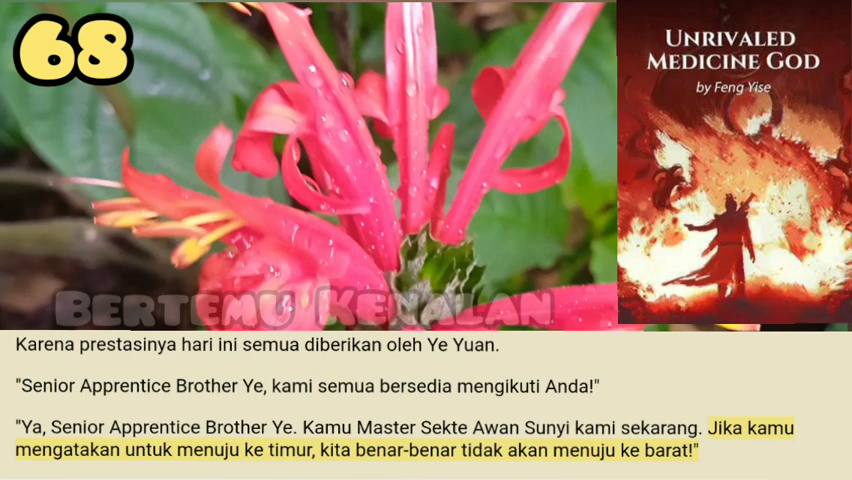 68
UNRIVALED
MEDICINE GOD
by Feng Yise
BERTEMU KENALAN
Karena prestasinya hari ini semua diberikan oleh Ye Yuan.
"Senior Apprentice Brother Ye, kami semua bersedia mengikuti Anda!"
"Ya, Senior Apprentice Brother Ye. Kamu Master Sekte Awan Sunyi kami sekarang. Jika kamu
mengatakan untuk menuju ke timur, kita benar-benar tidak akan menuju ke barat!"